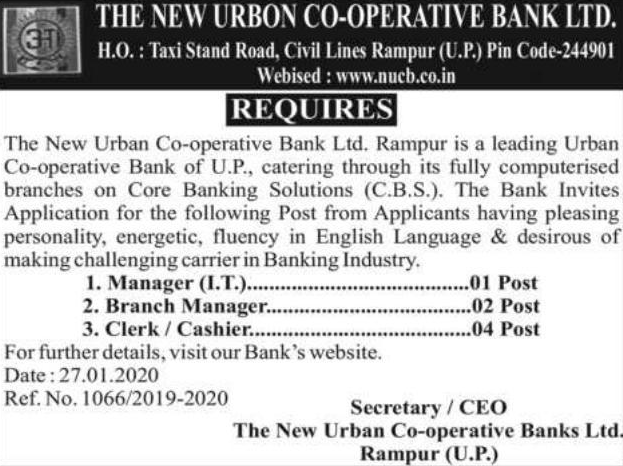 अ
THE NEW URBON CO-OPERATIVE BANK LTD.
H.O. : Taxi Stand Road, Civil Lines Rampur (U.P.) Pin Code-244901
Webised : www.nucb.co.in
REQUIRES
The New Urban Co-operative Bank Ltd. Rampur is a leading Urban
Co-operative Bank of U.P., catering through its fully computerised
branches on Core Banking Solutions (C.B.S.). The Bank Invites
Application for the following Post from Applicants having pleasing
personality, energetic, fluency in English Language & desirous of
making challenging carrier in Banking Industry.
1. Manager (I.T.)..........................................01 Post
2. Branch Manager.......................................02 Post
3. Clerk / Cashier..........................................04 Post
For further details, visit our Bank's website.
Date : 27.01.2020
Ref. No. 1066/2019-2020
Secretary / CEO
The New Urban Co-operative Banks Ltd.
Rampur (U.P.)